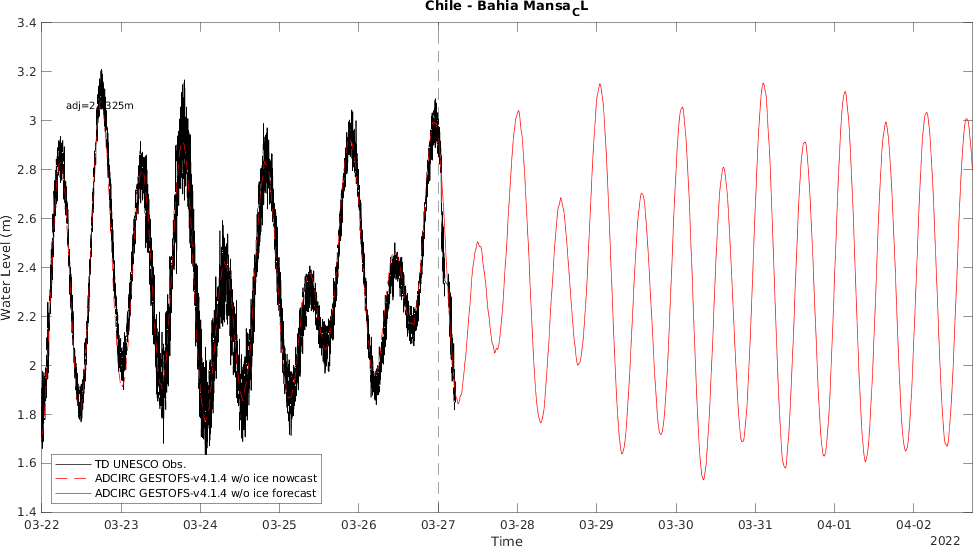 Chile - Bahia Mansa_CL
3.4
3.2
3
2.8
2.6
2.4
2.2
2
1.8
1.6
1.4
Water Level (m)
TD UNESCO Obs.
ADCIRC GESTOFS-v4.1.4 w/o ice nowcast
ADCIRC GESTOFS-v4.1.4 w/o ice forecast
03-22 03-23 03-24 03-25 03-26 03-27 03-28 03-29 03-30 03-31 04-01 04-02
Time
2022